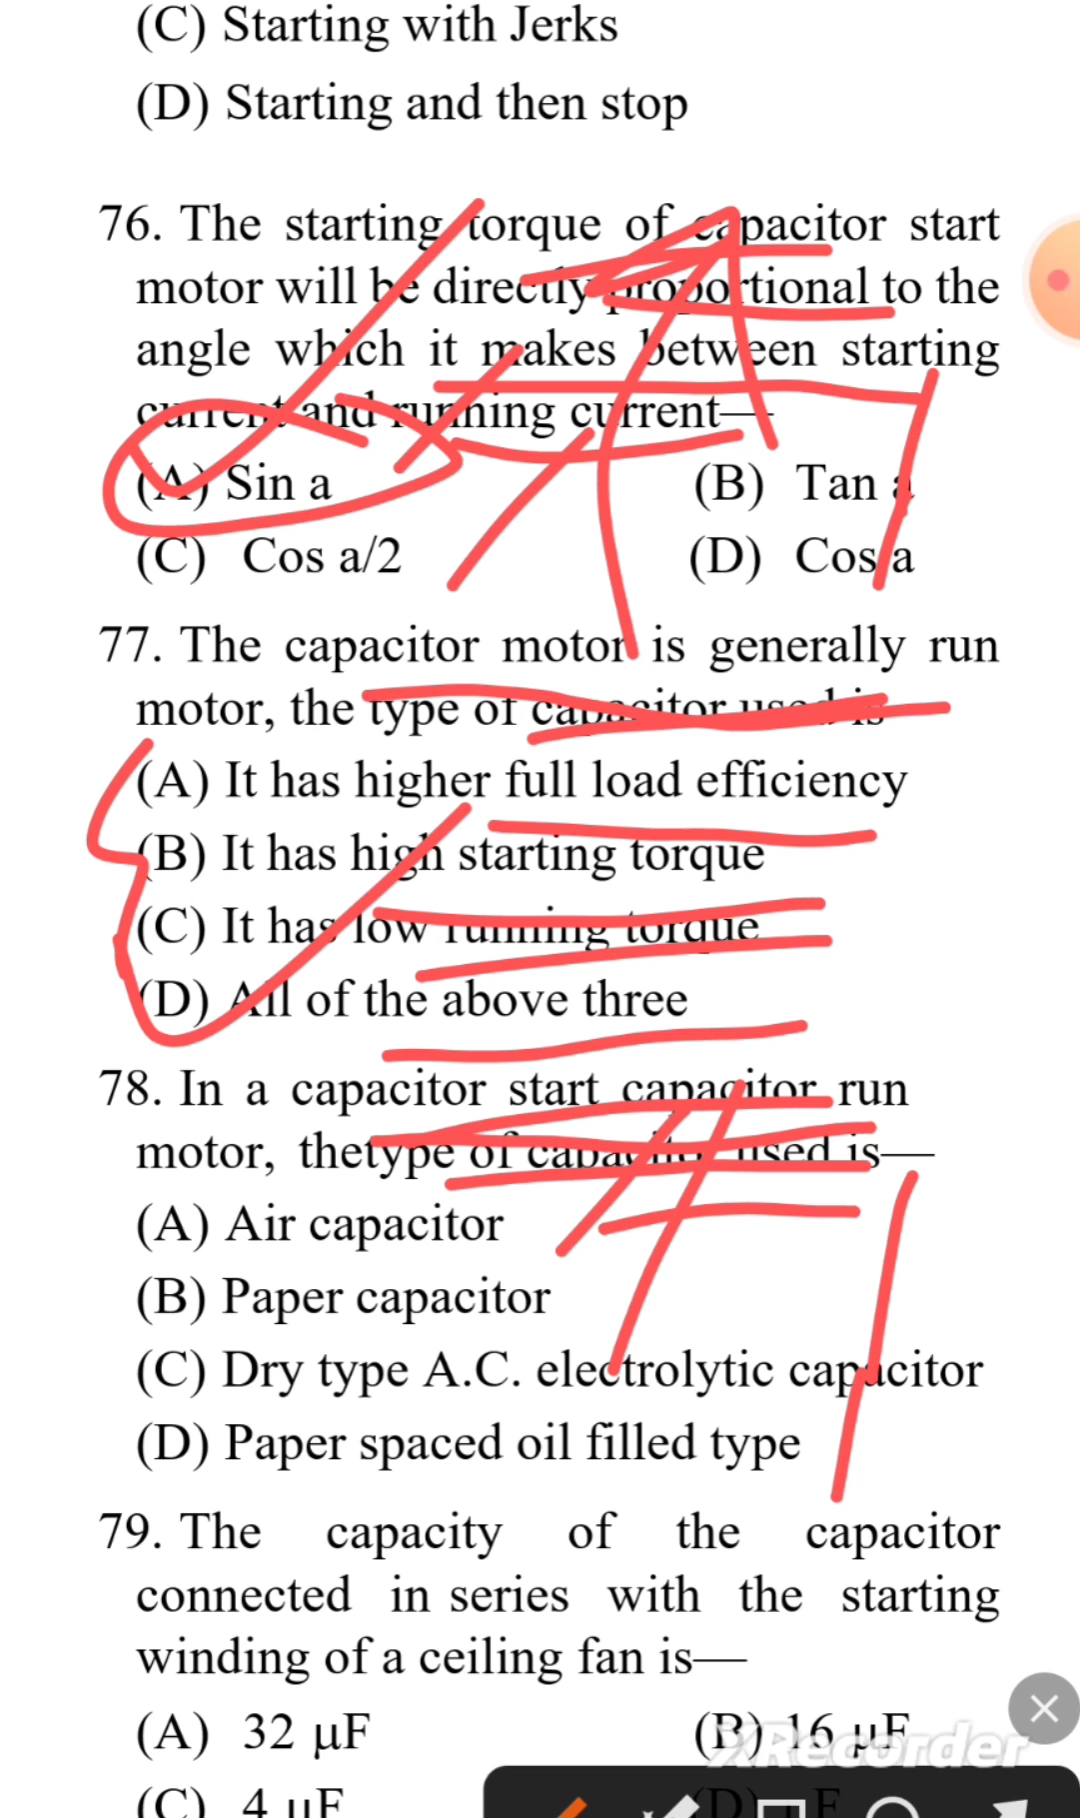 (C) Starting with Jerks
(D) Starting and then stop
76. The starting torque of capacitor start
motor will be directly proportional to the
angle which it makes between starting
current and running current—
(A) Sin a
(B) Tan a
(C) Cos a/2
(D) Cos a
77. The capacitor motor is generally run
motor, the type of capacitor used is
(A) It has higher full load efficiency
(B) It has high starting torque
(C) It has low running torque
(D) All of the above three
78. In a capacitor start capacitor run
motor, thetype of capacitor used is—
(A) Air capacitor
(B) Paper capacitor
(C) Dry type A.C. electrolytic capacitor
(D) Paper spaced oil filled type
79. The capacity of the capacitor
connected in series with the starting
winding of a ceiling fan is—
(A) 32 µF
(B) 16 µF
XRecorder
(C) 4 µF